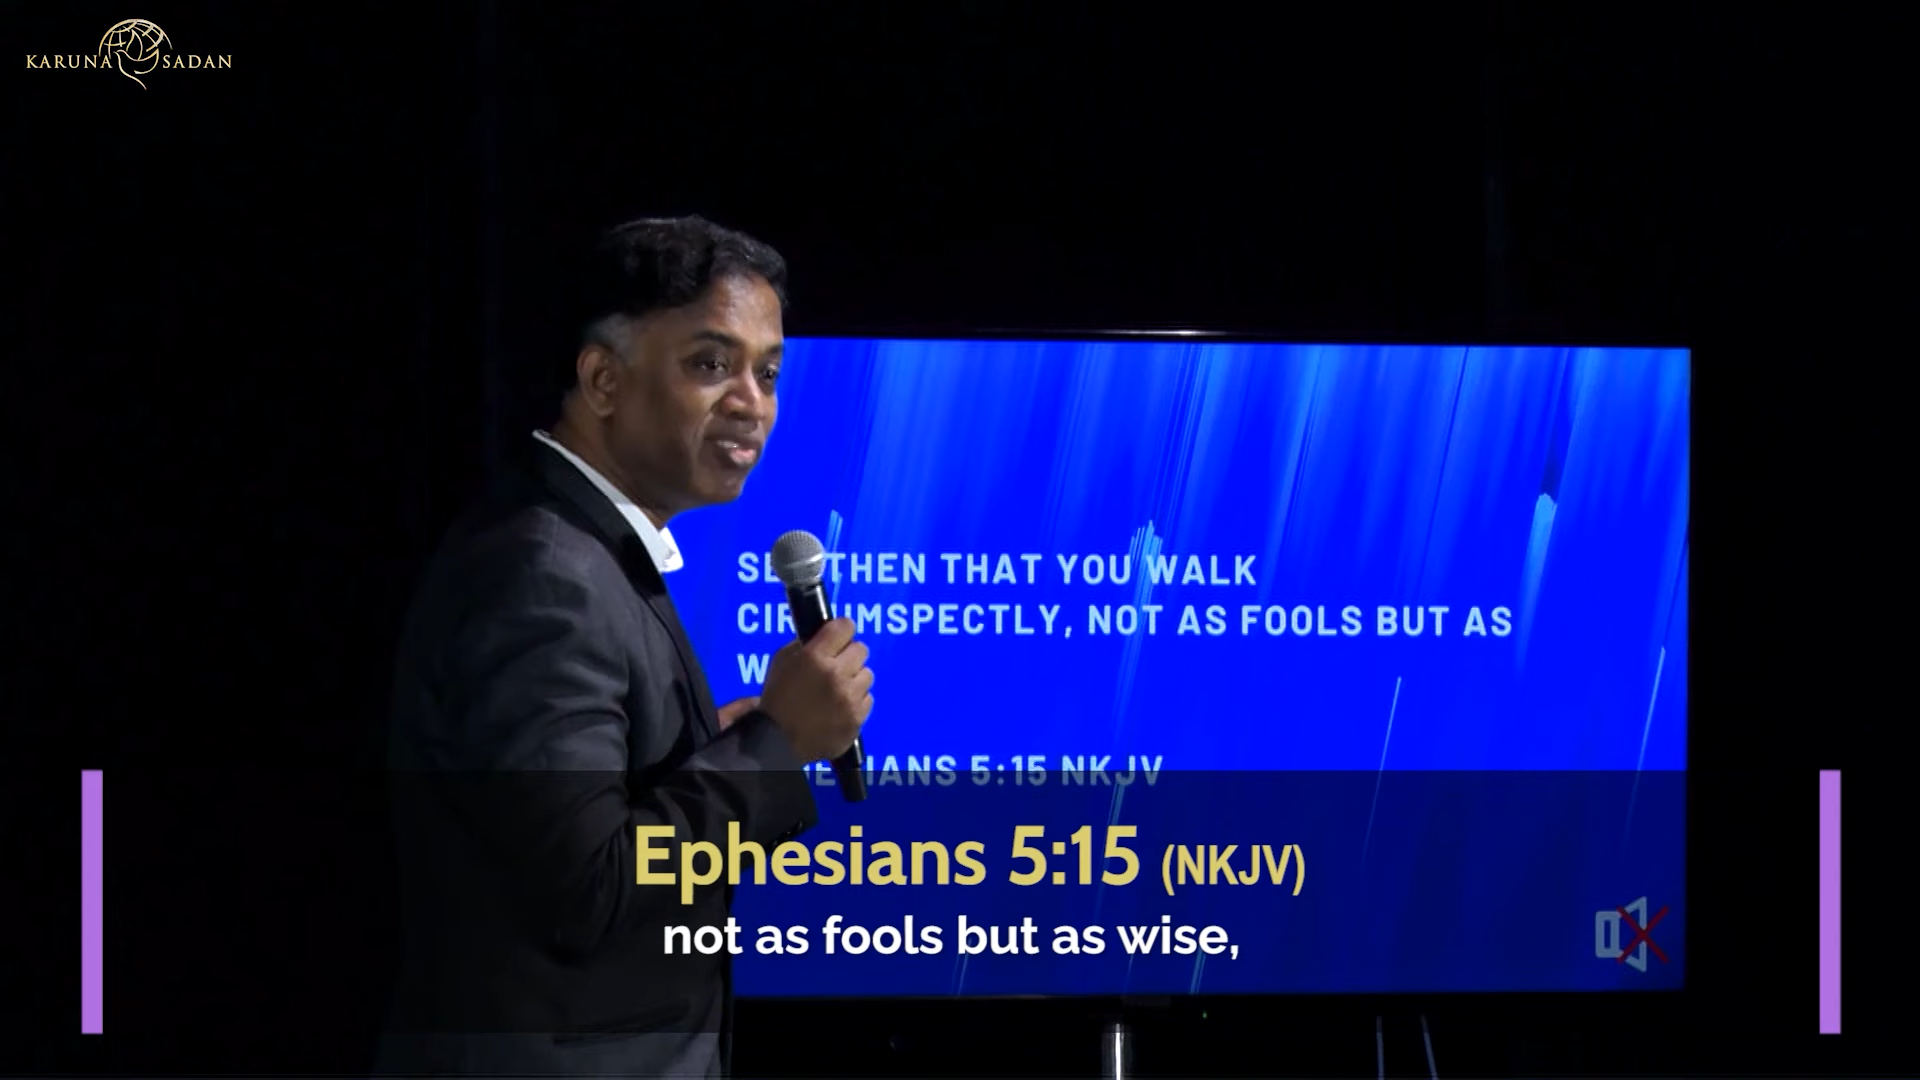 KARUNA SADAN
THEN THAT YOU WALK
NOT AS FOOLS BUT AS
5:15 NKJV
Ephesians 5:15 (NKJV)
not as fools but as wise,